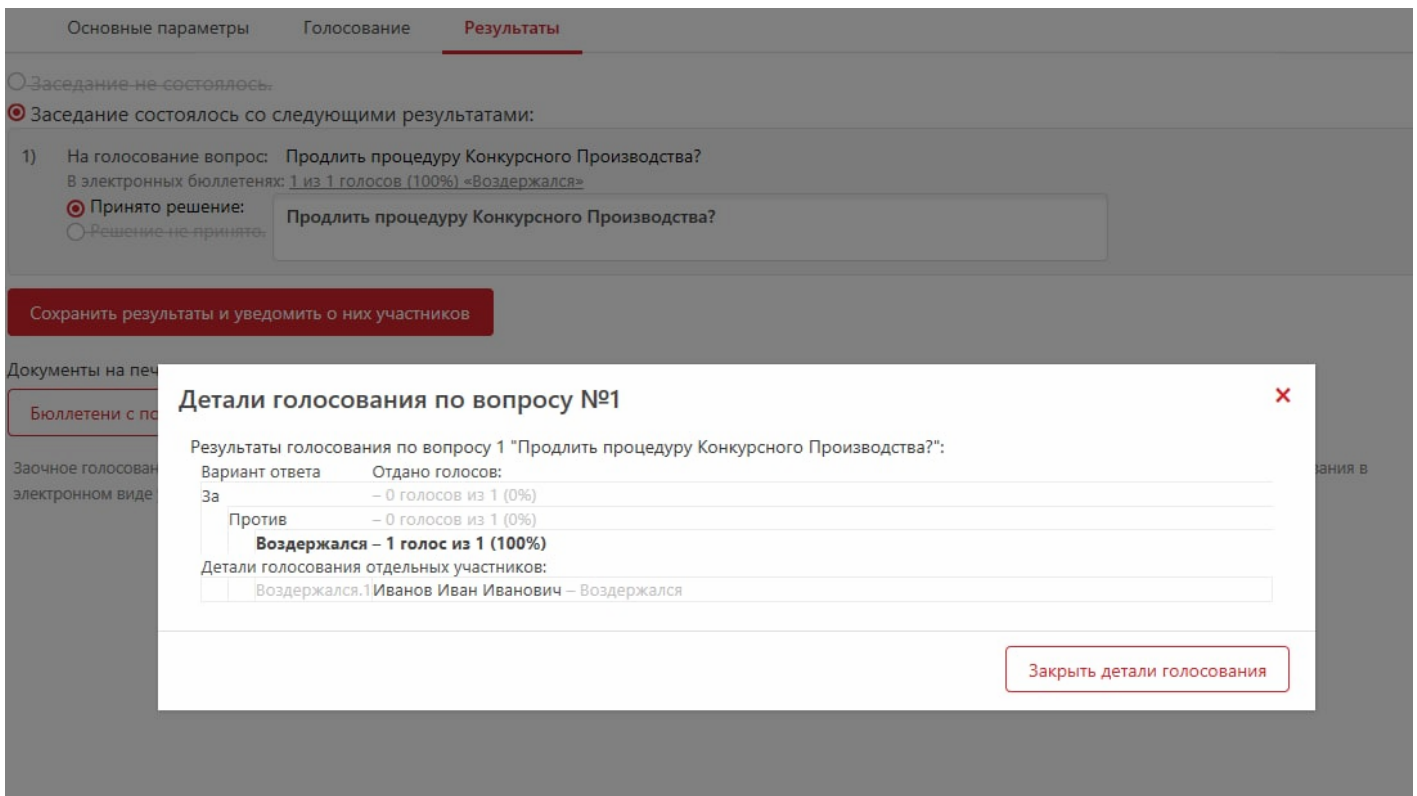 Основные параметры Голосование Результаты
Заседание не состоялось.
Заседание состоялось со следующими результатами:
1) На голосование вопрос: Продлить процедуру Конкурсного Производства?
В электронных бюллетенях: 1 из 1 голосов (100%) «Воздержался»
Принято решение: Продлить процедуру Конкурсного Производства?
Решение не принято.
Сохранить результаты и уведомить о них участников
Документы на печ
Бюллетени с по
Заочное голосован
ания в
электронном виде
Детали голосования по вопросу №1
×
Результаты голосования по вопросу 1 "Продлить процедуру Конкурсного Производства?":
Вариант ответа Отдано голосов:
За – 0 голосов из 1 (0%)
Против – 0 голосов из 1 (0%)
Воздержался – 1 голос из 1 (100%)
Детали голосования отдельных участников:
Воздержался.1 Иванов Иван Иванович – Воздержался
Закрыть детали голосования